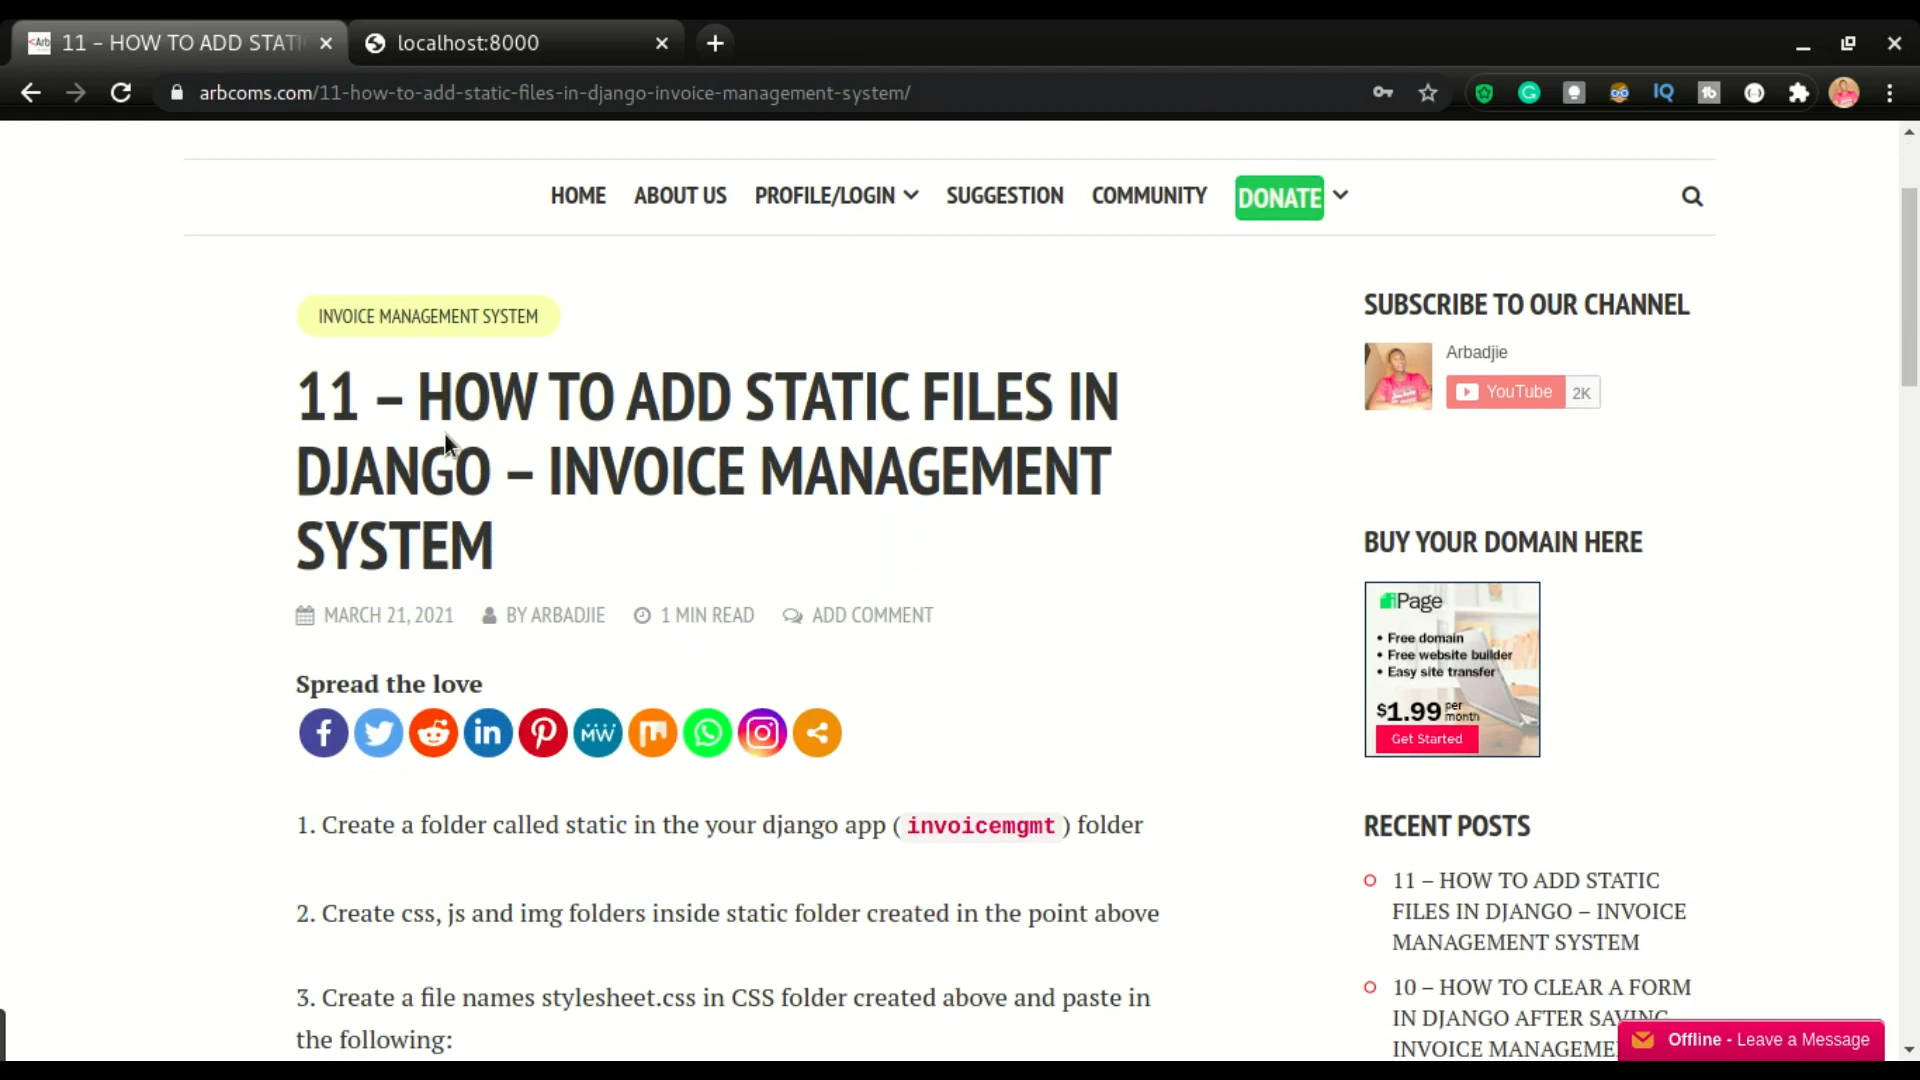 11 – HOW TO ADD STATI
localhost:8000
arbcoms.com/11-how-to-add-static-files-in-django-invoice-management-system/
HOME ABOUT US PROFILE/LOGIN SUGGESTION COMMUNITY DONATE
INVOICE MANAGEMENT SYSTEM
11 – HOW TO ADD STATIC FILES IN
DJANGO – INVOICE MANAGEMENT
SYSTEM
MARCH 21, 2021 BY ARBADJIE 1 MIN READ ADD COMMENT
Spread the love
1. Create a folder called static in the your django app ( invoicemgmt ) folder
2. Create css, js and img folders inside static folder created in the point above
3. Create a file names stylesheet.css in CSS folder created above and paste in
the following:
SUBSCRIBE TO OUR CHANNEL
Arbadjie
YouTube 2K
BUY YOUR DOMAIN HERE
iPage
• Free domain
• Free website builder
• Easy site transfer
$1.99 per month
Get Started
RECENT POSTS
11 – HOW TO ADD STATIC
FILES IN DJANGO – INVOICE
MANAGEMENT SYSTEM
10 – HOW TO CLEAR A FORM
IN DJANGO AFTER SAVING
INVOICE MANAGEME
Offline - Leave a Message